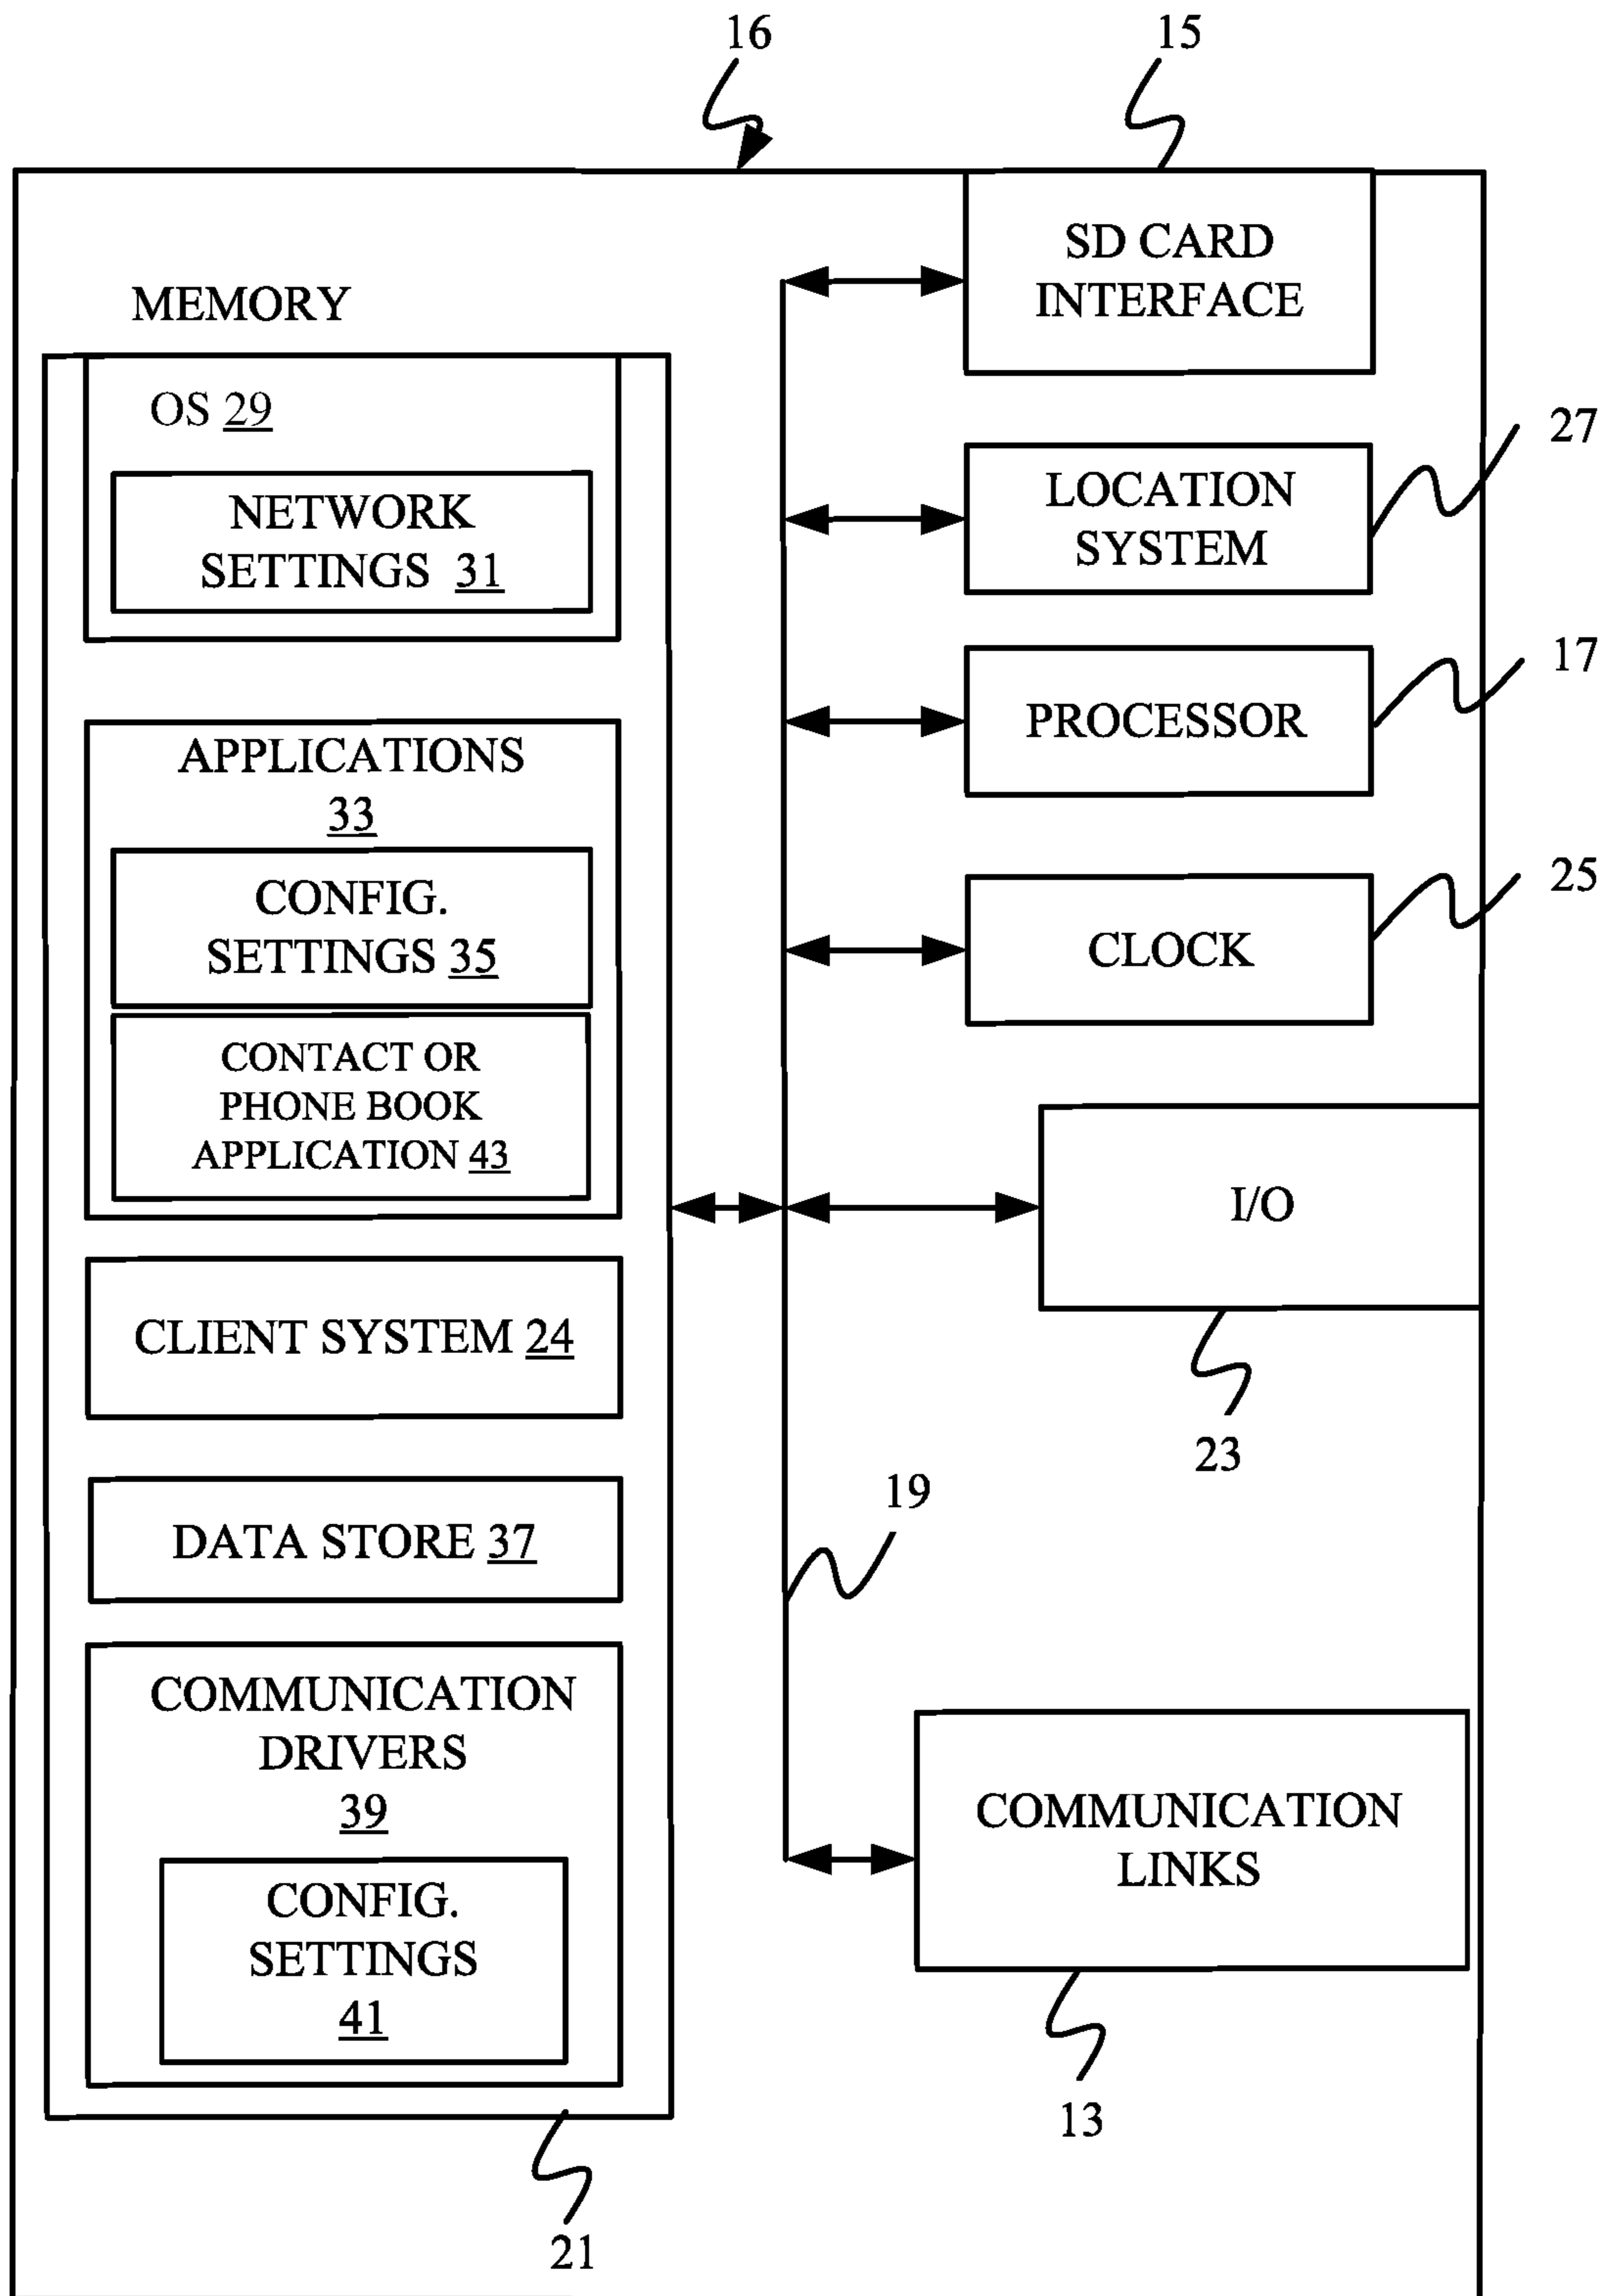 16
15
SD CARD
INTERFACE
MEMORY
OS 29
NETWORK
SETTINGS 31
27
LOCATION
SYSTEM
17
PROCESSOR
APPLICATIONS
33
CONFIG.
SETTINGS 35
CONTACT OR
PHONE BOOK
APPLICATION 43
25
CLOCK
I/O
23
CLIENT SYSTEM 24
DATA STORE 37
19
COMMUNICATION
DRIVERS
39
CONFIG.
SETTINGS
41
COMMUNICATION
LINKS
13
21